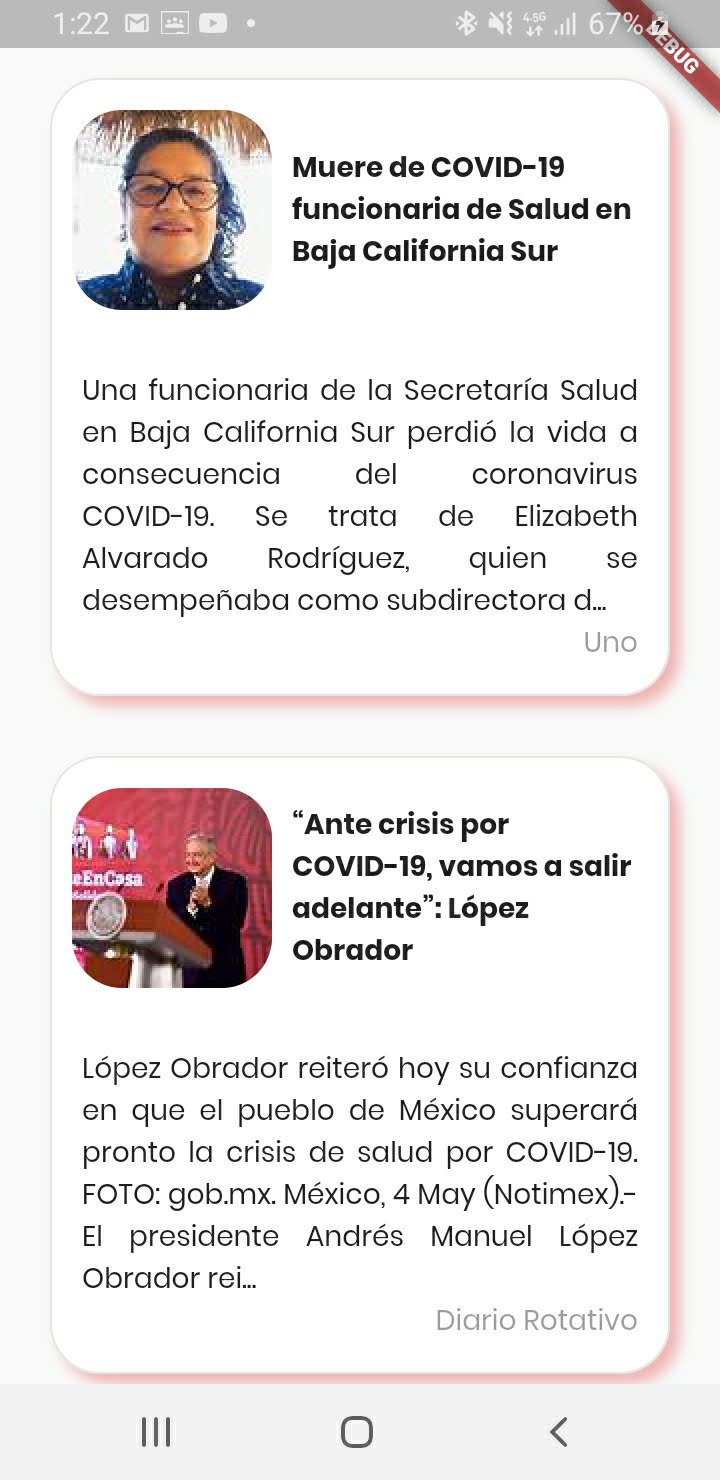 1:22
4.5G
67%
DEBUG
Muere de COVID-19
funcionaria de Salud en
Baja California Sur
Una funcionaria de la Secretaría Salud
en Baja California Sur perdió la vida a
consecuencia del coronavirus
COVID-19. Se trata de Elizabeth
Alvarado Rodríguez, quien se
desempeñaba como subdirectora d...
Uno
eEnCasa
“Ante crisis por
COVID-19, vamos a salir
adelante”: López
Obrador
López Obrador reiteró hoy su confianza
en que el pueblo de México superará
pronto la crisis de salud por COVID-19.
FOTO: gob.mx. México, 4 May (Notimex).-
El presidente Andrés Manuel López
Obrador rei...
Diario Rotativo